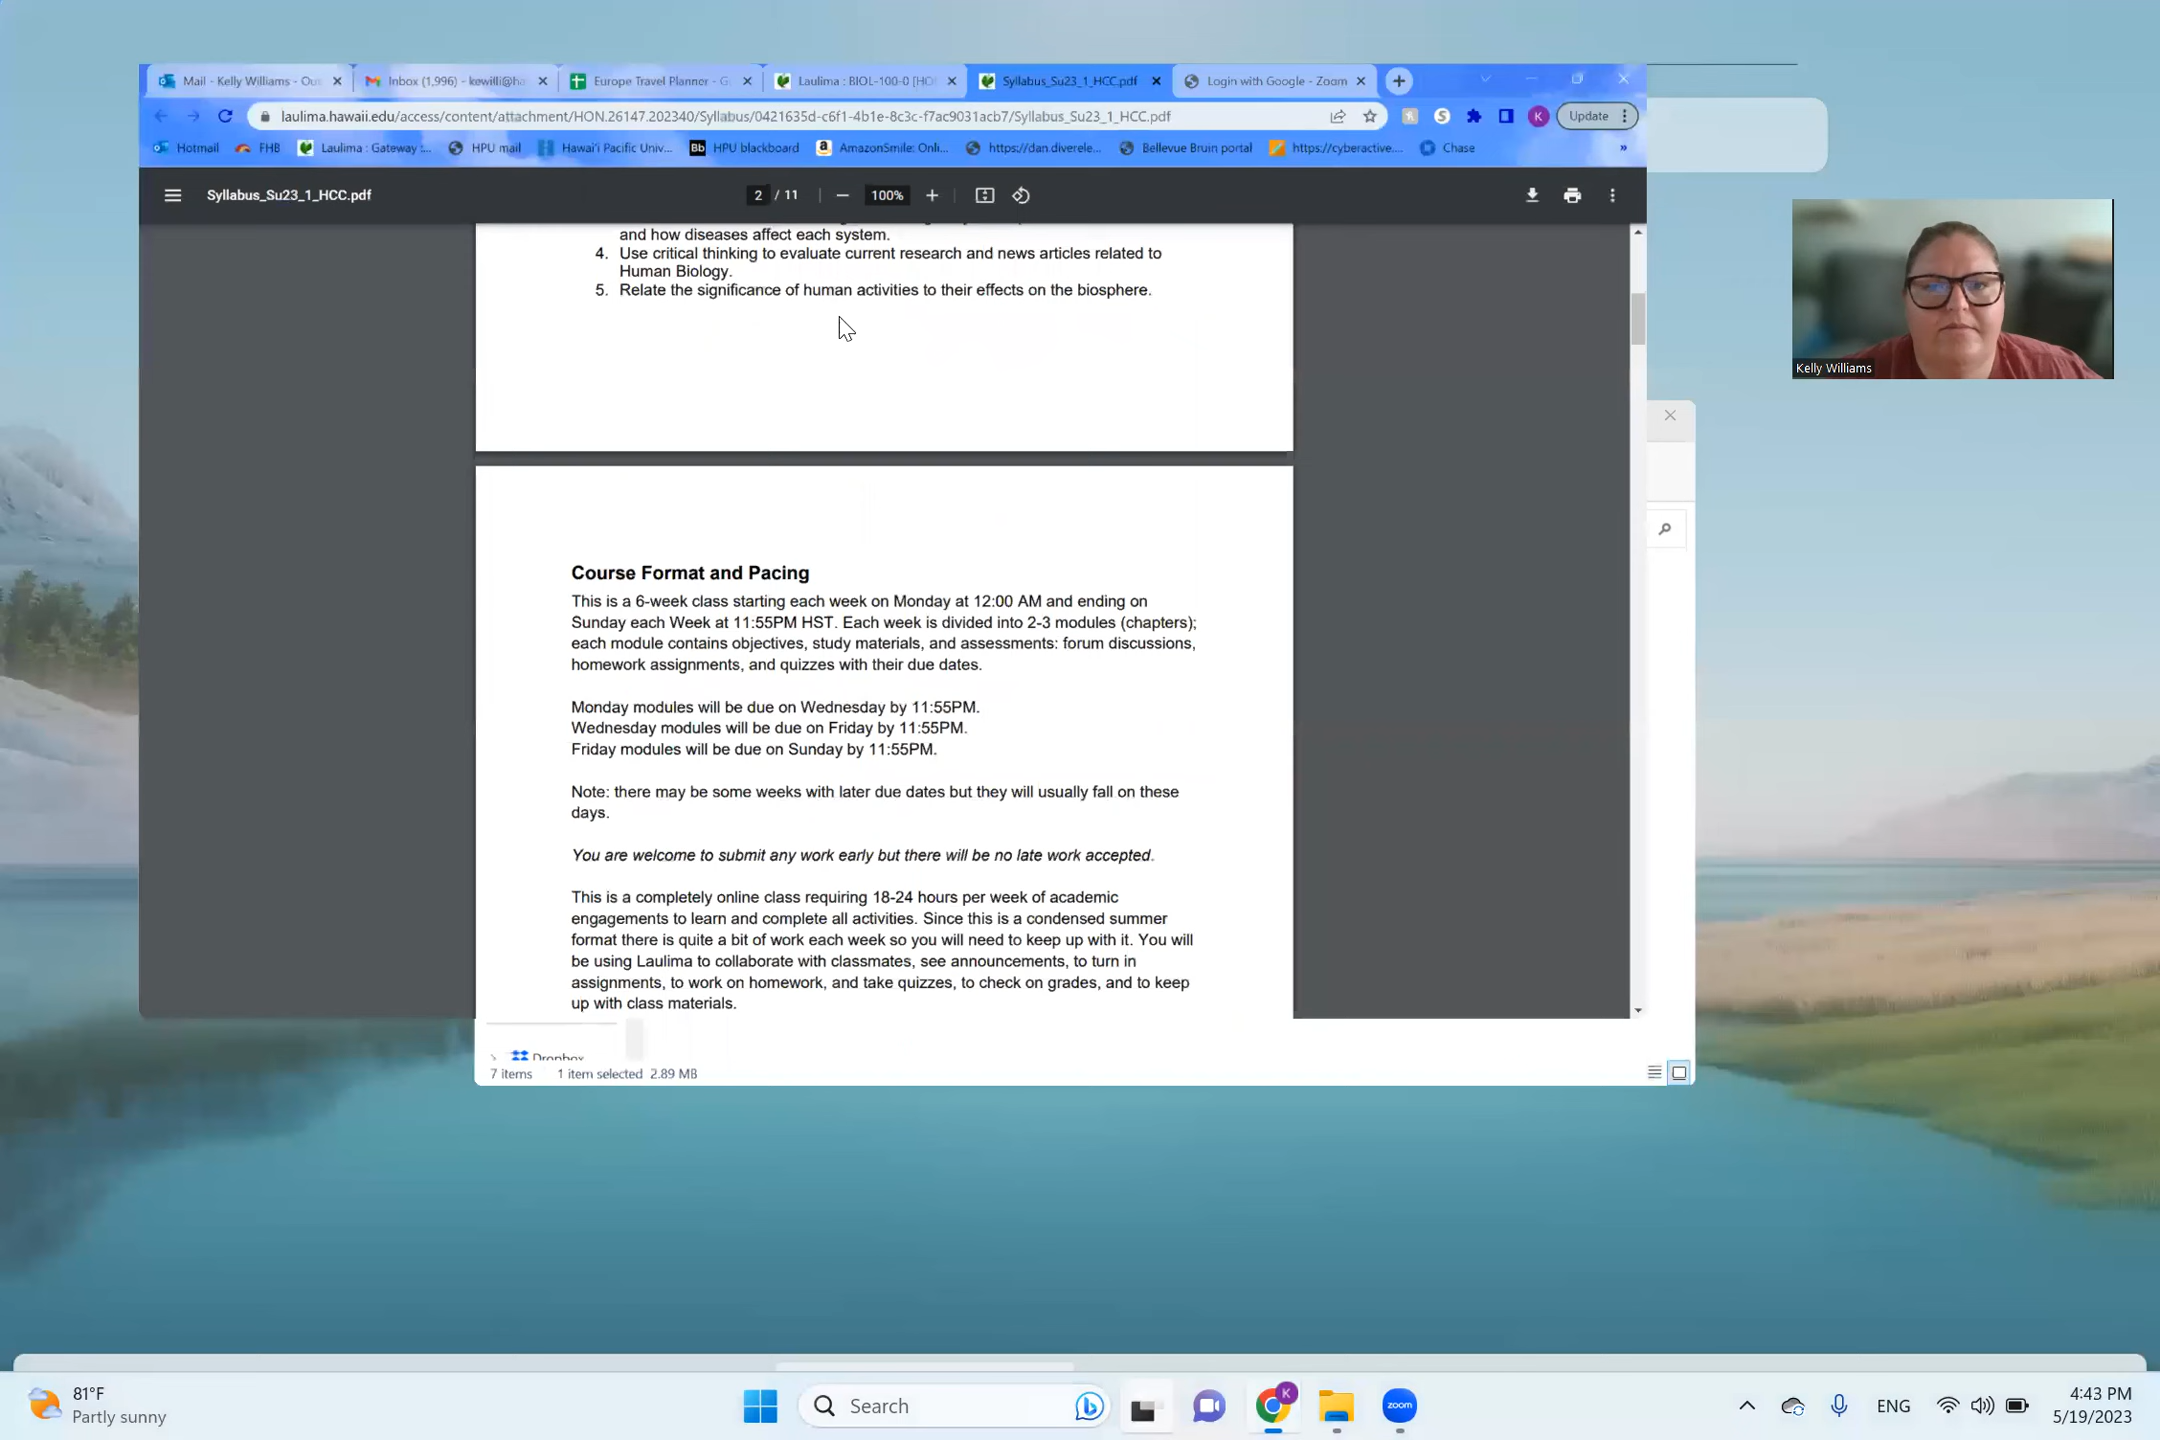 Mail - Kelly Williams - Ou
Inbox (1,996) - kewilli@ha
Europe Travel Planner - G
Laulima : BIOL-100-0 [HO
Syllabus_Su23_1_HCC.pdf
Login with Google - Zoom
laulima.hawaii.edu/access/content/attachment/HON.26147.202340/Syllabus/0421635d-c6f1-4b1e-8c3c-f7ac9031acb7/Syllabus_Su23_1_HCC.pdf
Update
Hotmail
FHB
Laulima : Gateway :...
HPU mail
Hawai'i Pacific Univ...
Bb HPU blackboard
AmazonSmile: Onli...
https://dan.diverele...
Bellevue Bruin portal
https://cyberactive....
Chase
»
Syllabus_Su23_1_HCC.pdf
2 / 11
100%
and how diseases affect each system.
4. Use critical thinking to evaluate current research and news articles related to
Human Biology.
5. Relate the significance of human activities to their effects on the biosphere.
Kelly Williams
Course Format and Pacing
This is a 6-week class starting each week on Monday at 12:00 AM and ending on
Sunday each Week at 11:55PM HST. Each week is divided into 2-3 modules (chapters);
each module contains objectives, study materials, and assessments: forum discussions,
homework assignments, and quizzes with their due dates.
Monday modules will be due on Wednesday by 11:55PM.
Wednesday modules will be due on Friday by 11:55PM.
Friday modules will be due on Sunday by 11:55PM.
Note: there may be some weeks with later due dates but they will usually fall on these
days.
You are welcome to submit any work early but there will be no late work accepted.
This is a completely online class requiring 18-24 hours per week of academic
engagements to learn and complete all activities. Since this is a condensed summer
format there is quite a bit of work each week so you will need to keep up with it. You will
be using Laulima to collaborate with classmates, see announcements, to turn in
assignments, to work on homework, and take quizzes, to check on grades, and to keep
up with class materials.
Dropbox
7 items 1 item selected 2.89 MB
81°F
Partly sunny
Search
K
zoom
ENG
4:43 PM
5/19/2023